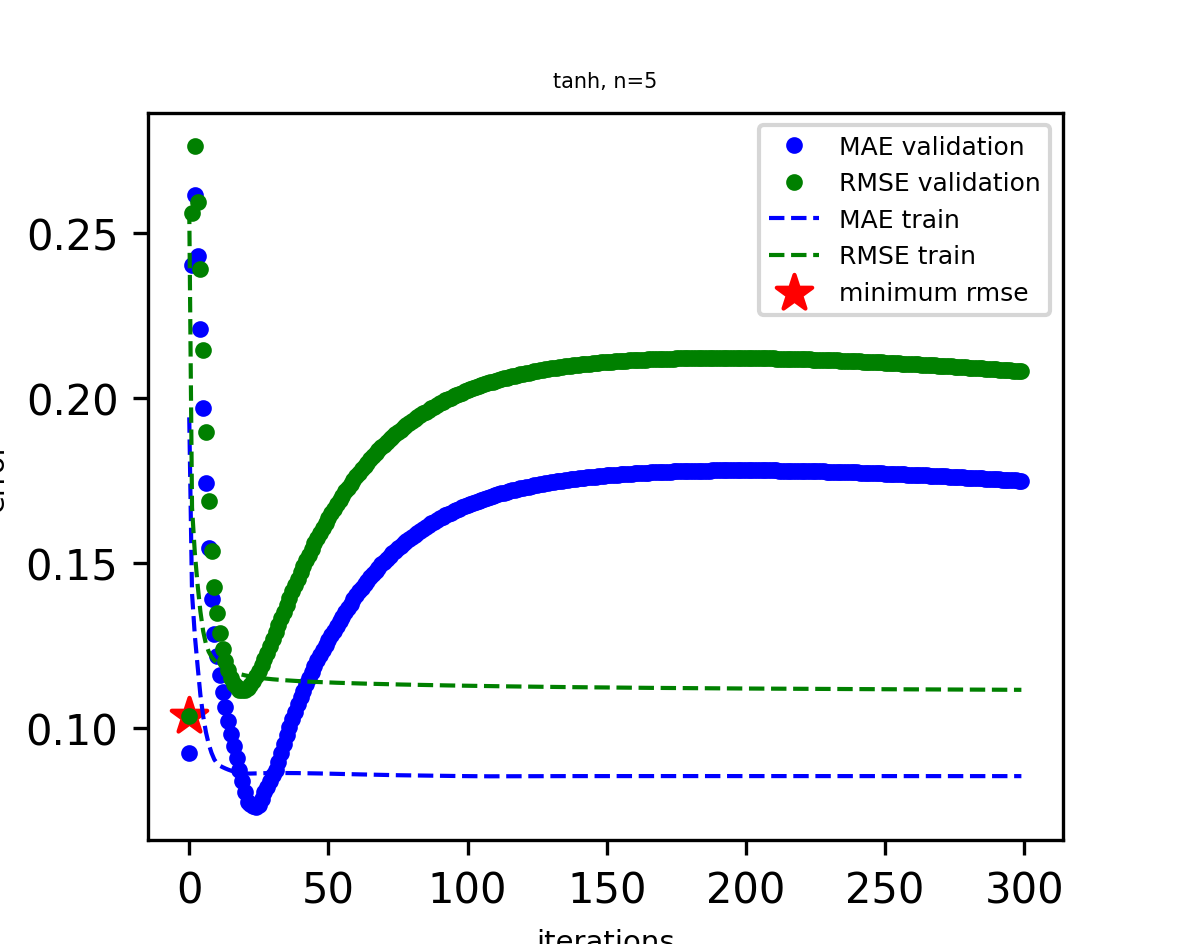 tanh, n=5
MAE validation
RMSE validation
MAE train
RMSE train
minimum rmse
0.25
0.20
0.15
0.10
0 50 100 150 200 250 300
iterations